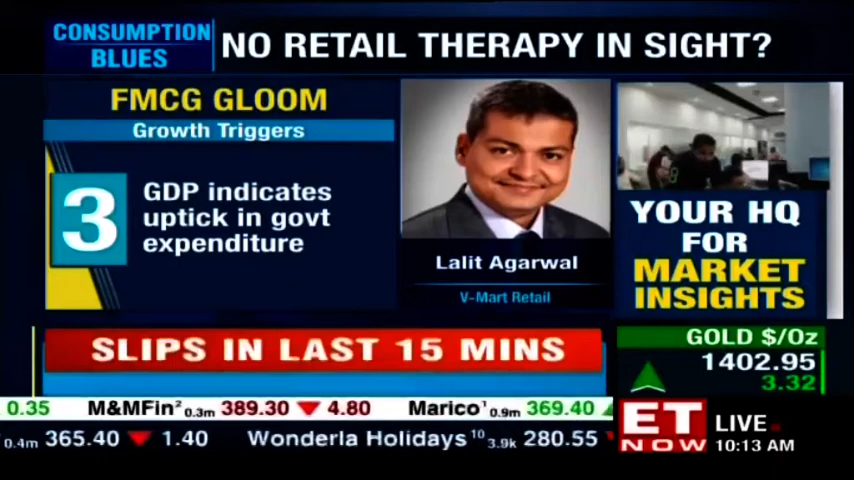 CONSUMPTION
BLUES
NO RETAIL THERAPY IN SIGHT?
FMCG GLOOM
Growth Triggers
3
GDP indicates
uptick in govt
expenditure
Lalit Agarwal
V-Mart Retail
YOUR HQ
FOR
MARKET
INSIGHTS
SLIPS IN LAST 15 MINS
GOLD $/Oz
1402.95
3.32
0.35 M&MFin² 0.3m 389.30 4.80 Marico¹ 0.9m 369.40
0.4m 365.40 1.40 Wonderla Holidays¹⁰ 3.9k 280.55
ET
NOW
LIVE
10:13 AM